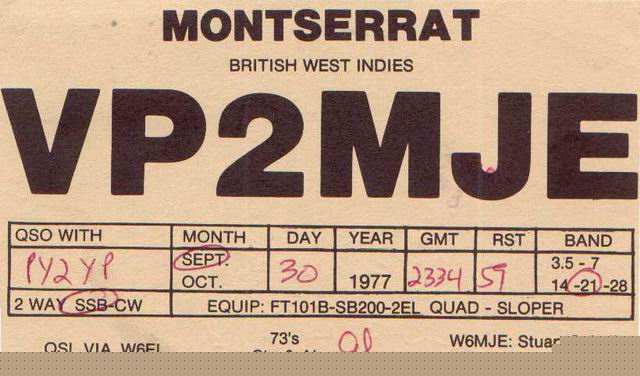 MONTSERRAT
BRITISH WEST INDIES
VP2MJE
QSO WITH MONTH DAY YEAR GMT RST BAND
PY2YP SEPT. 30 1977 2334 59 3.5 - 7
OCT. 14 -21 -28
2 WAY SSB-CW EQUIP: FT101B-SB200-2EL QUAD - SLOPER
QSL VIA 73's W6MJE: